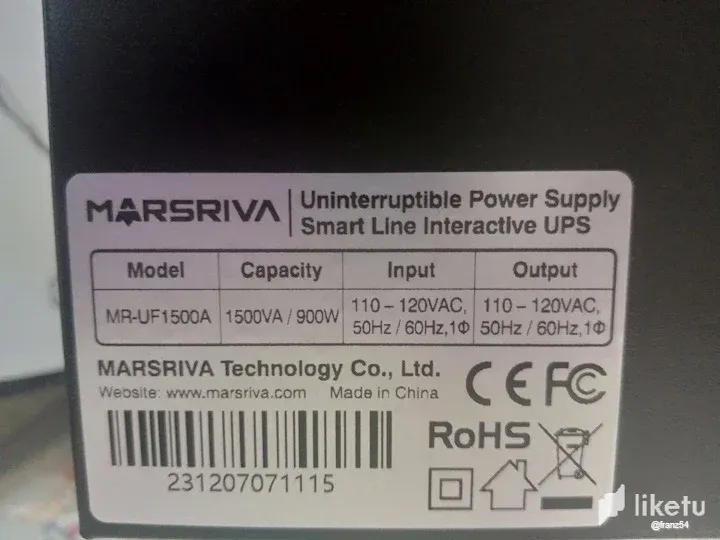 MARSRIVA
Uninterruptible Power Supply
Smart Line Interactive UPS
Model Capacity Input Output
MR-UF1500A 1500VA / 900W 110 – 120VAC, 50Hz / 60Hz,1Φ 110 – 120VAC, 50Hz / 60Hz,1Φ
MARSRIVA Technology Co., Ltd.
Website: www.marsriva.com Made in China
CE FC
RoHS
231207071115
liketu
@franz54